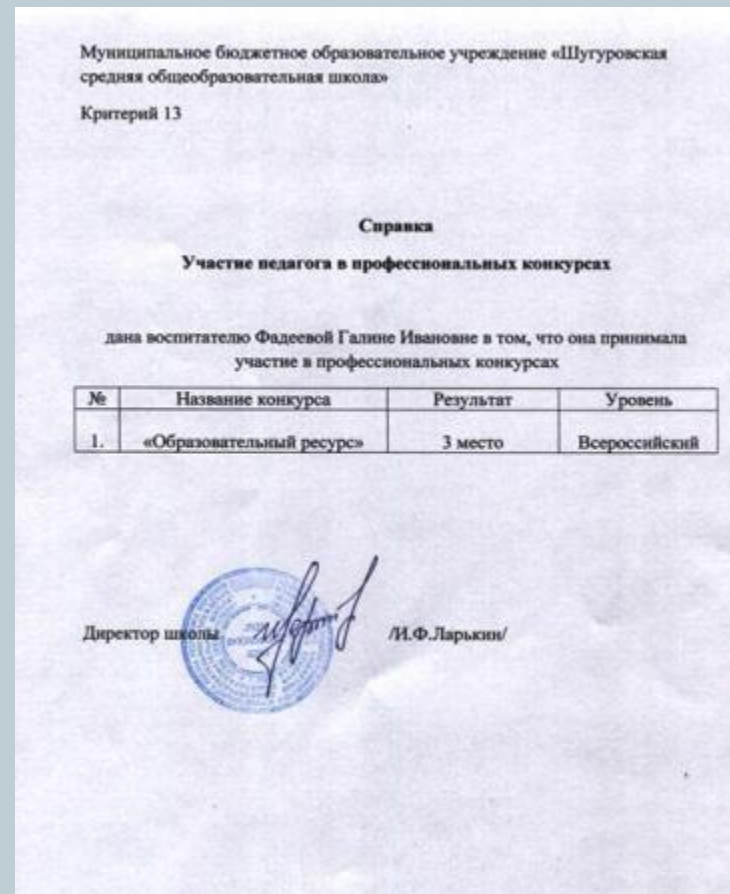 Муниципальное бюджетное образовательное учреждение «Шугуровская
средняя общеобразовательная школа»
Критерий 13
Справка
Участие педагога в профессиональных конкурсах
дана воспитателю Фадеевой Галине Ивановне в том, что она принимала
участие в профессиональных конкурсах
№ Название конкурса Результат Уровень
1. «Образовательный ресурс» 3 место Всероссийский
Директор школы /И.Ф.Ларькин/